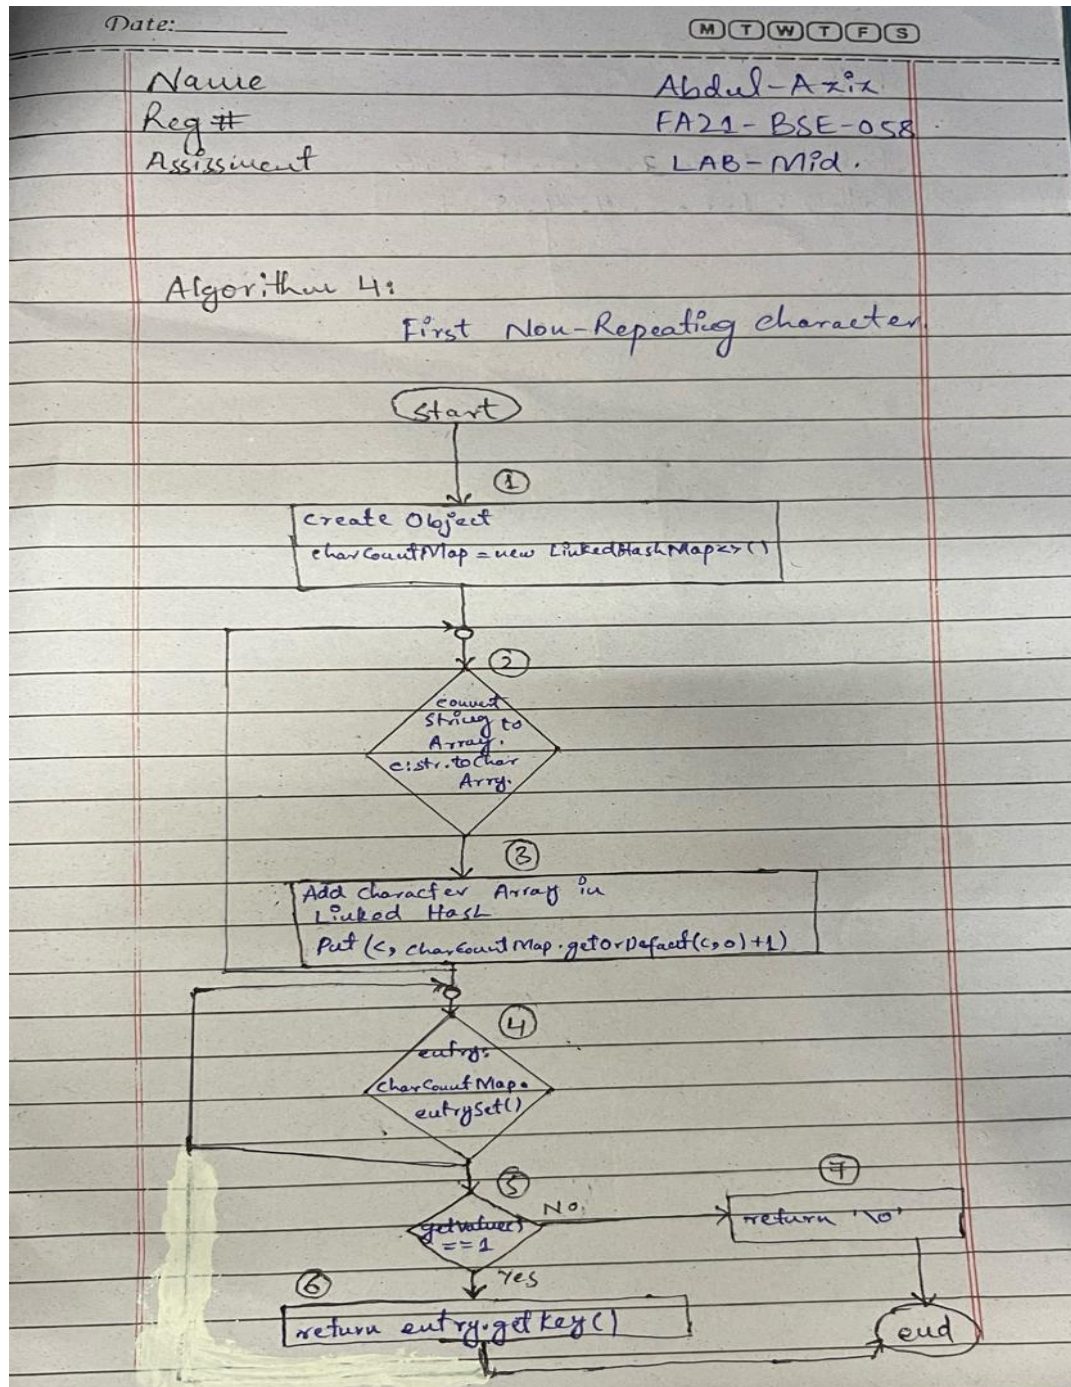 Date:
M T W T F S
Name Abdul-Aziz
Reg # FA21-BSE-058
Assissment LAB-Mid.
Algorithm 4:
First Non-Repeating character
Start
1
Create Object
charCountMap = new LinkedHashMap<>()
2
convert
String to
Array.
c:str.toChar
Arry.
3
Add character Array in
Linked Hash
Put (c, charCountMap.getOrDefault(c,0)+1)
4
entry:
CharCountMap.
entrySet()
5
getvalue()
==1
No
7
return '\0'
Yes
6
return entry.getKey()
end